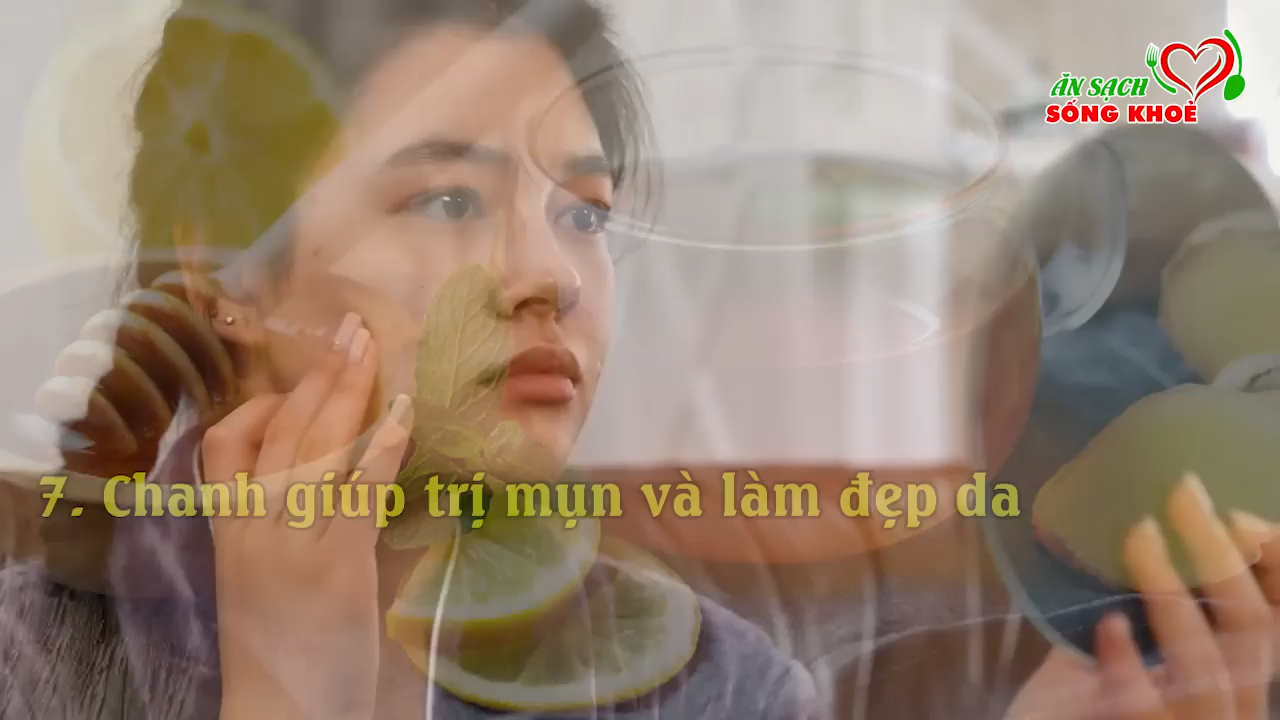 ĂN SẠCH
SỐNG KHOẺ
7. Chanh giúp trị mụn và làm đẹp da